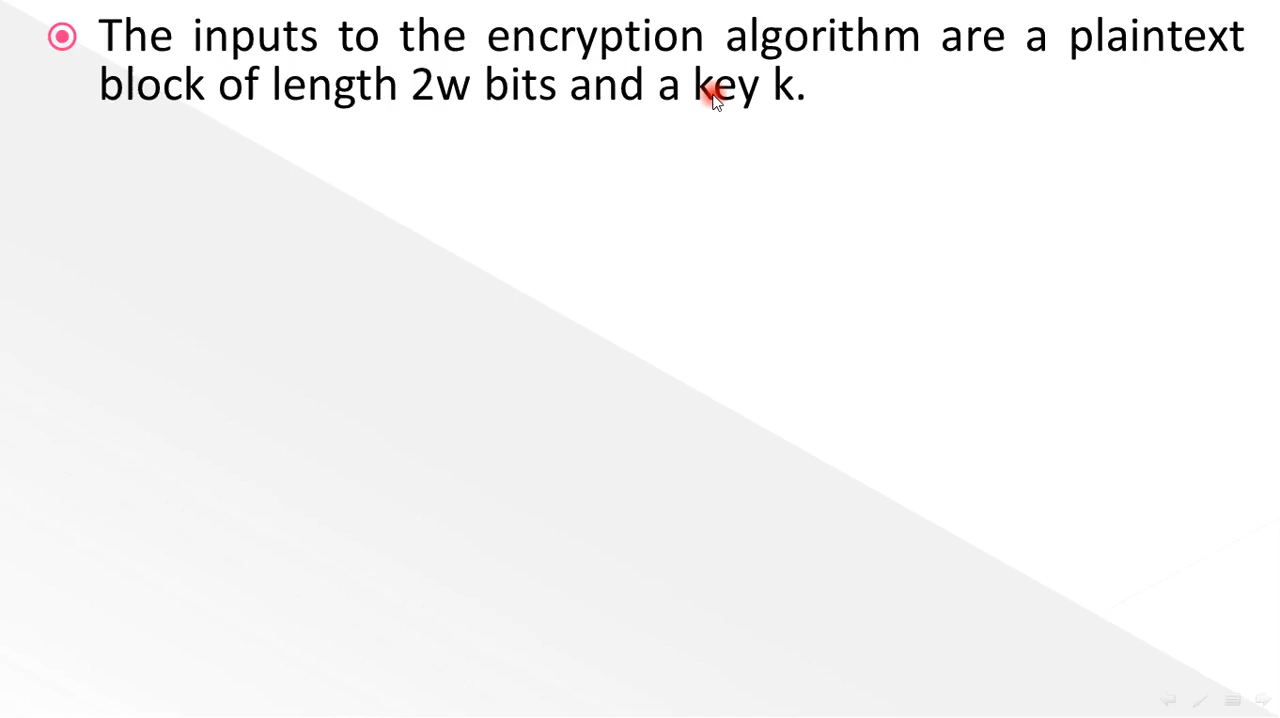 The inputs to the encryption algorithm are a plaintext
block of length 2w bits and a key k.